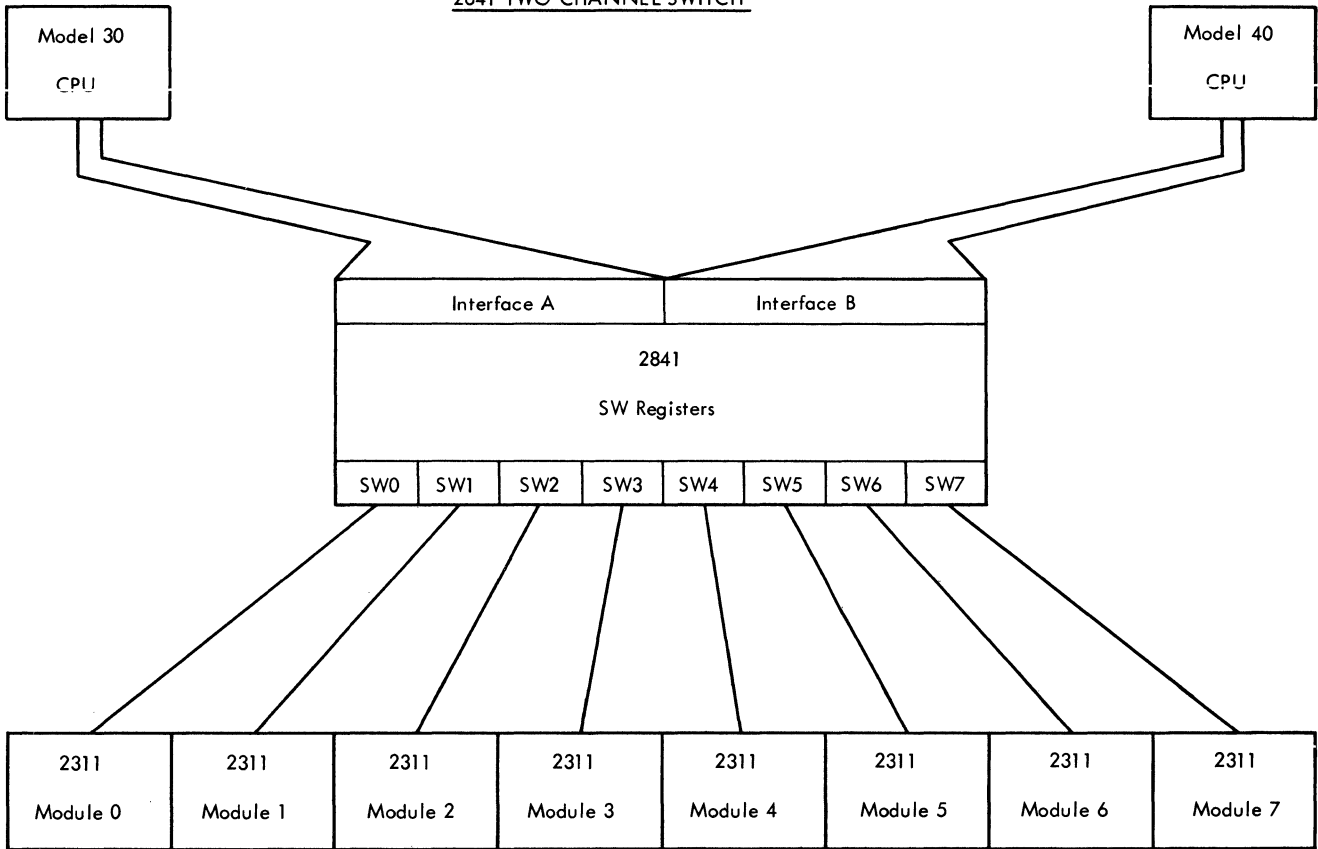 2841 TWO CHANNEL SWITCH
Model 30
CPU
Model 40
CPU
Interface A
Interface B
2841
SW Registers
SW0
SW1
SW2
SW3
SW4
SW5
SW6
SW7
2311
Module 0
2311
Module 1
2311
Module 2
2311
Module 3
2311
Module 4
2311
Module 5
2311
Module 6
2311
Module 7